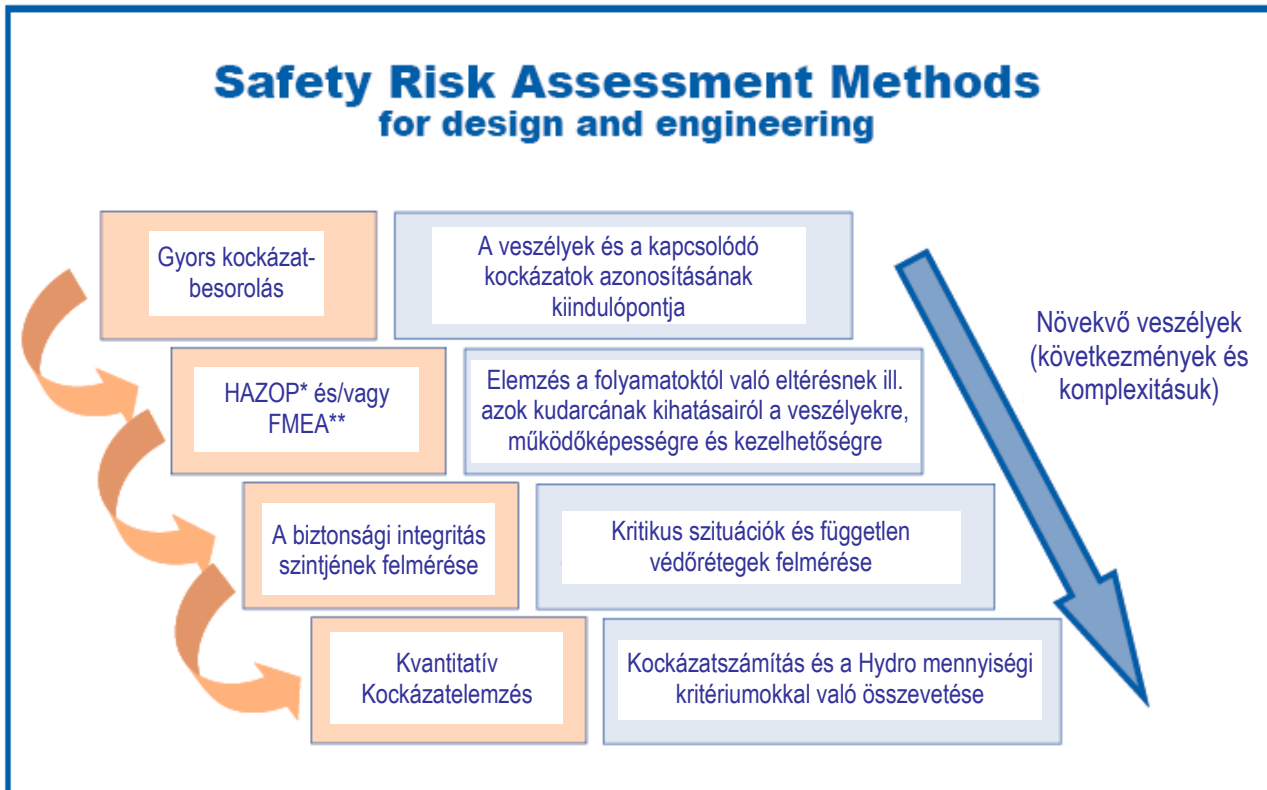 Safety Risk Assessment Methods
for design and engineering
Gyors kockázat-
besorolás
A veszélyek és a kapcsolódó
kockázatok azonosításának
kiindulópontja
Növekvő veszélyek
(következmények és
komplexitásuk)
HAZOP* és/vagy
FMEA**
Elemzés a folyamatoktól való eltérésnek ill.
azok kudarcának kihatásairól a veszélyekre,
működőképességre és kezelhetőségre
A biztonsági integritás
szintjének felmérése
Kritikus szituációk és független
védőrétegek felmérése
Kvantitatív
Kockázatelemzés
Kockázatszámítás és a Hydro mennyiségi
kritériumokkal való összevetése